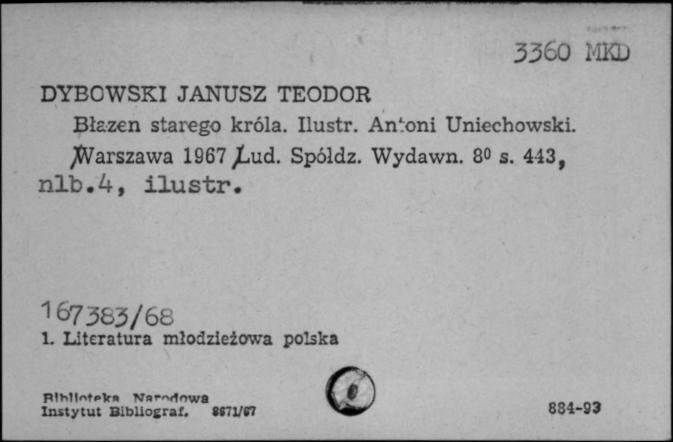 3360 MKD
DYBOWSKI JANUSZ TEODOR
Błazen starego króla. Ilustr. Antoni Uniechowski.
Warszawa 1967 Lud. Spółdz. Wydawn. 8⁰ s. 443,
nlb.4, ilustr.
167383/68
1. Literatura młodzieżowa polska
Biblioteka Narodowa
Instytut Bibliograf. 8671/67
884-93